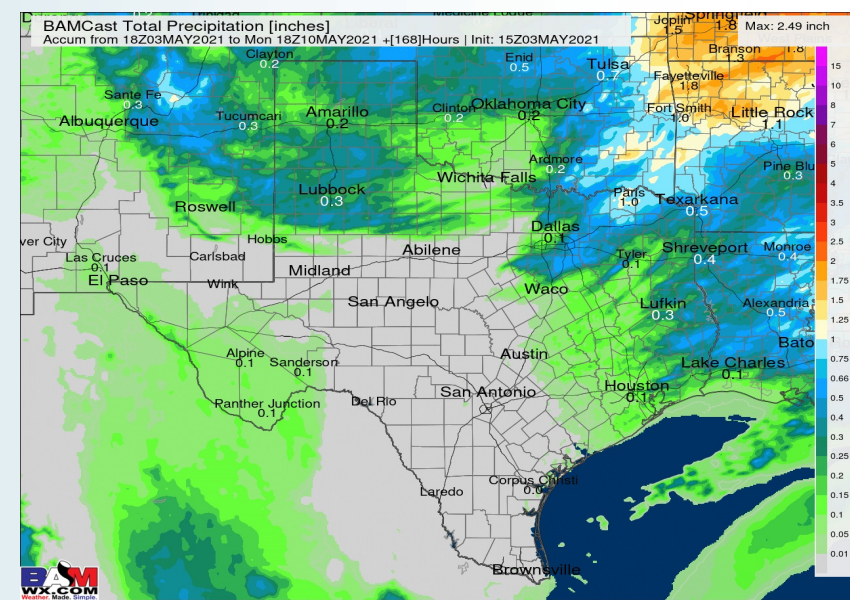 BAMCast Total Precipitation [inches]
Accum from 18Z03MAY2021 to Mon 18Z10MAY2021 +[168]Hours | Init: 15Z03MAY2021
Max: 2.49 inch
Joplin
1.5
Springfield
1.8
Branson
1.3
1.8
Clayton
0.2
Enid
0.5
Tulsa
0.7
Fayetteville
1.8
Sante Fe
0.3
Albuquerque
Tucumcari
0.3
Amarillo
0.2
Clinton
0.2
Oklahoma City
0.2
Fort Smith
1.0
Little Rock
1.1
Ardmore
0.2
Wichita Falls
Pine Blu
0.3
Lubbock
0.3
Paris
1.0
Texarkana
0.5
Roswell
Dallas
0.1
ver City
Hobbs
Abilene
Tyler
0.1
Shreveport
0.4
Monroe
0.4
Las Cruces
0.1
El Paso
Carlsbad
Midland
Wink
San Angelo
Waco
Lufkin
0.3
Alexandria
0.5
Bato
Alpine
0.1
Sanderson
0.1
Austin
Lake Charles
0.1
Houston
0.1
San Antonio
Panther Junction
0.1
Del Rio
Corpus Christi
0.0
Laredo
Brownsville
15
10
8
7
6
5
4
3.5
3
2.5
2
1.75
1.5
1.25
1
0.75
0.66
0.5
0.4
0.3
0.25
0.2
0.15
0.1
0.05
0.01
BAM
WX.COM
Weather. Made. Simple.